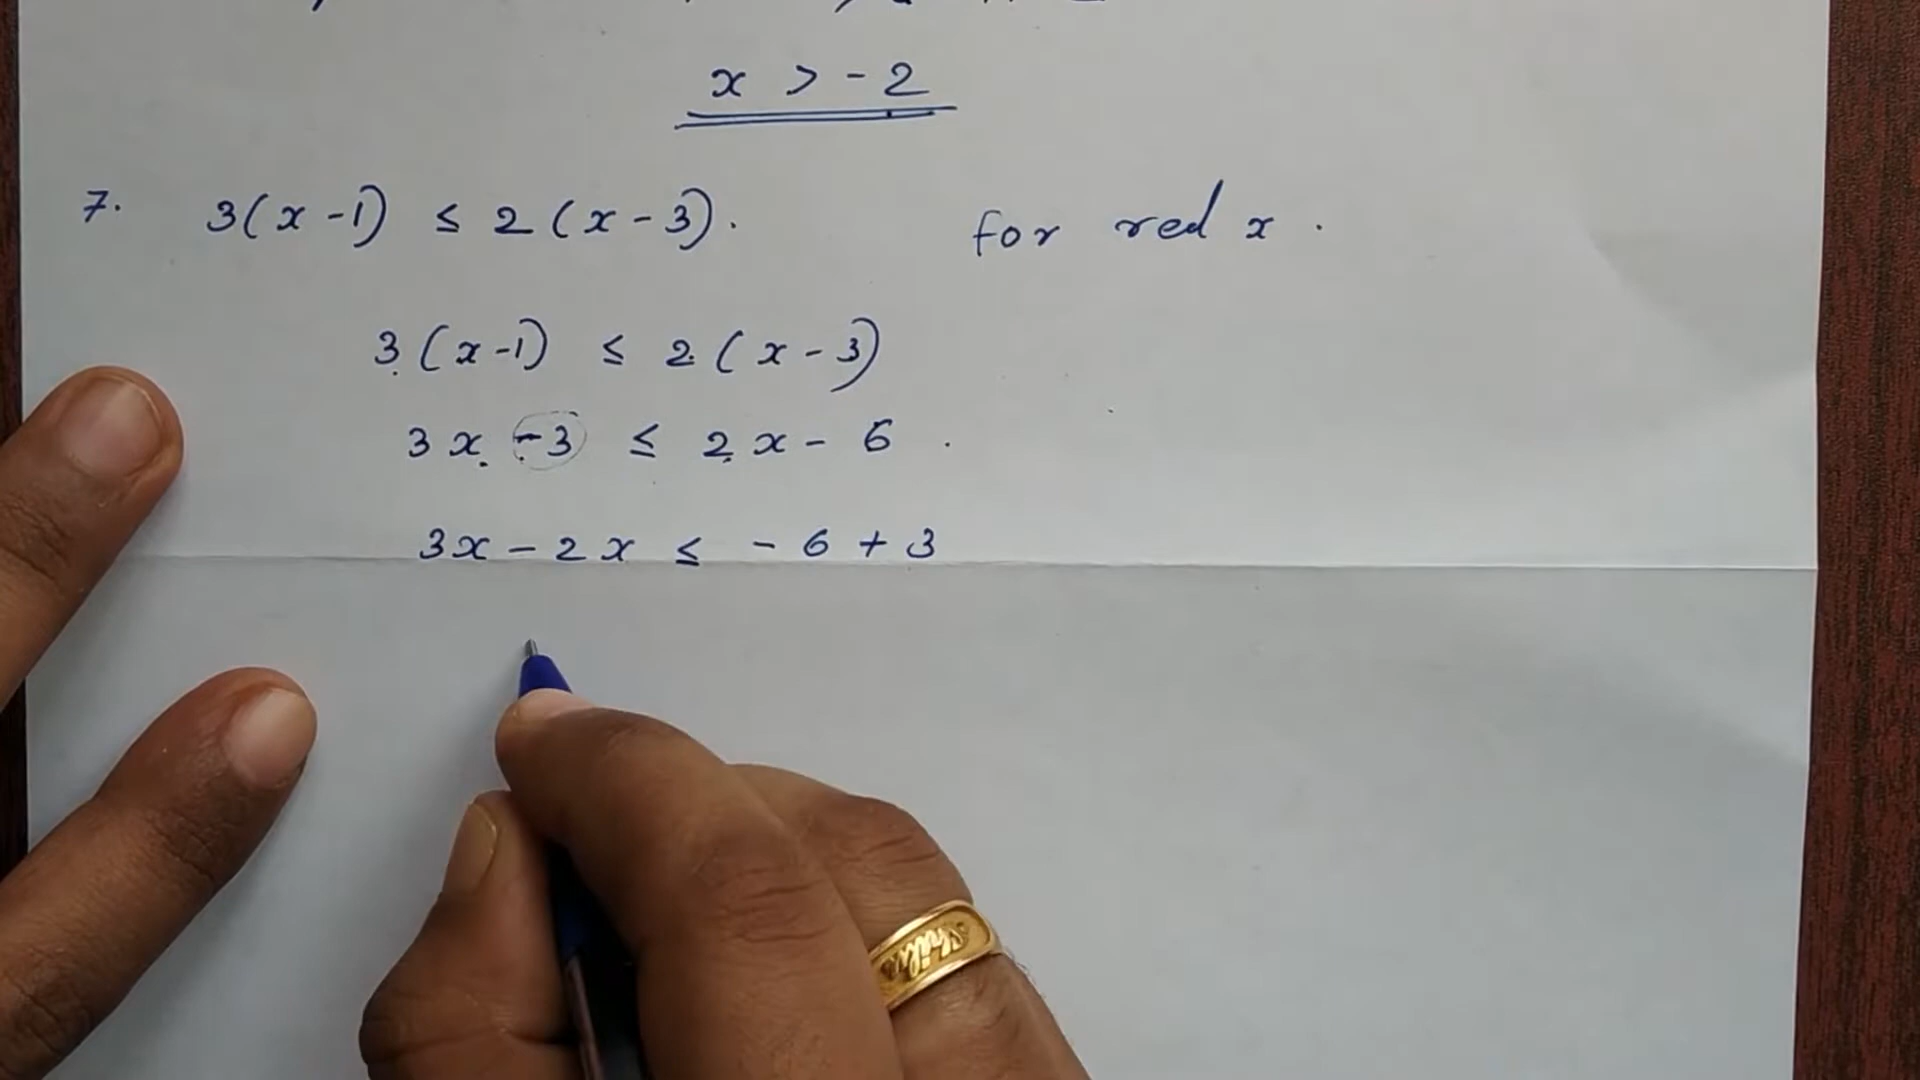 x > -2
7. 3(x-1) ≤ 2(x-3). for real x.
3(x-1) ≤ 2(x-3)
3x -3 ≤ 2x - 6
3x - 2x ≤ - 6 + 3